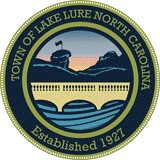 TOWN OF LAKE LURE NORTH CAROLINA
Established 1927